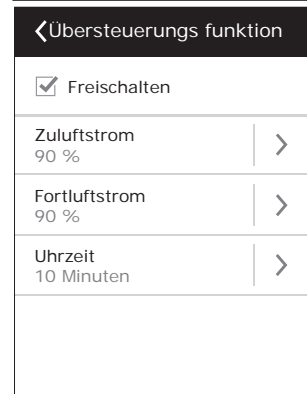 Übersteuerungs funktion
Freischalten
Zuluftstrom
90 %
Fortluftstrom
90 %
Uhrzeit
10 Minuten